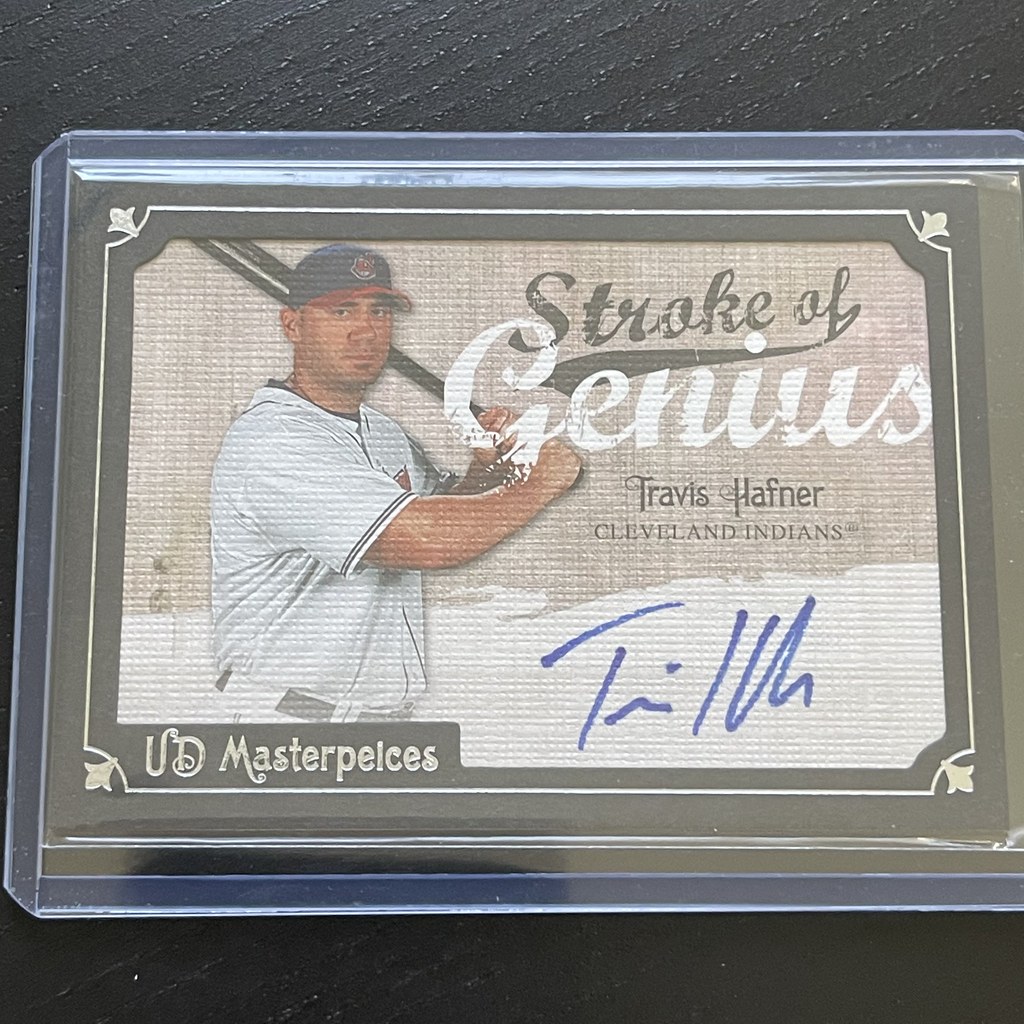 Stroke of
Genius
Travis Hafner
CLEVELAND INDIANS
UD Masterpeices